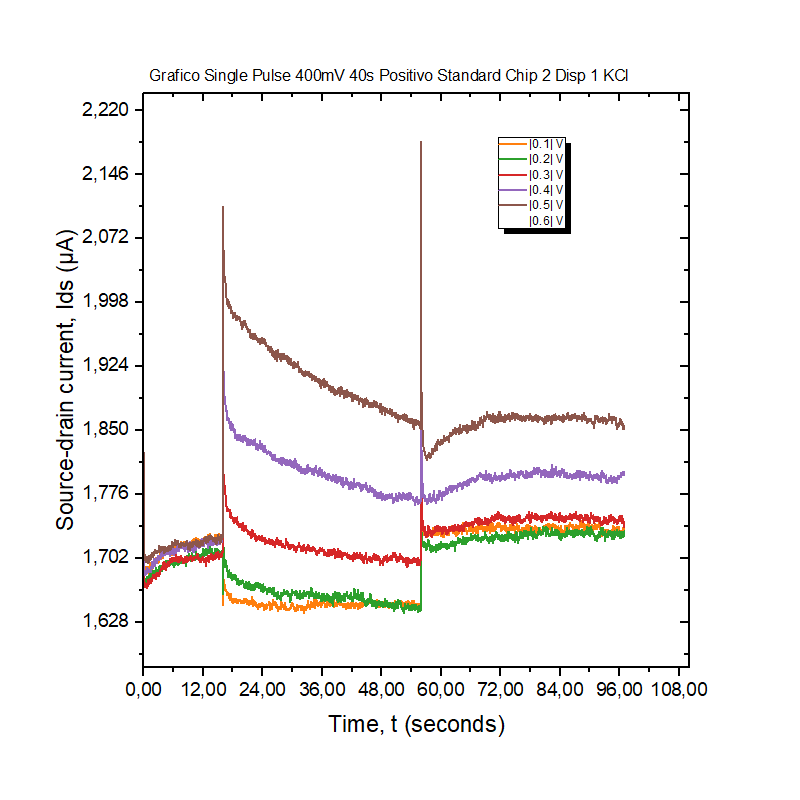 Grafico Single Pulse 400mV 40s Positivo Standard Chip 2 Disp 1 KCl
2,220
2,146
2,072
1,998
1,924
1,850
1,776
1,702
1,628
Source-drain current, Ids (µA)
|0.1| V
|0.2| V
|0.3| V
|0.4| V
|0.5| V
|0.6| V
0,00 12,00 24,00 36,00 48,00 60,00 72,00 84,00 96,00 108,00
Time, t (seconds)